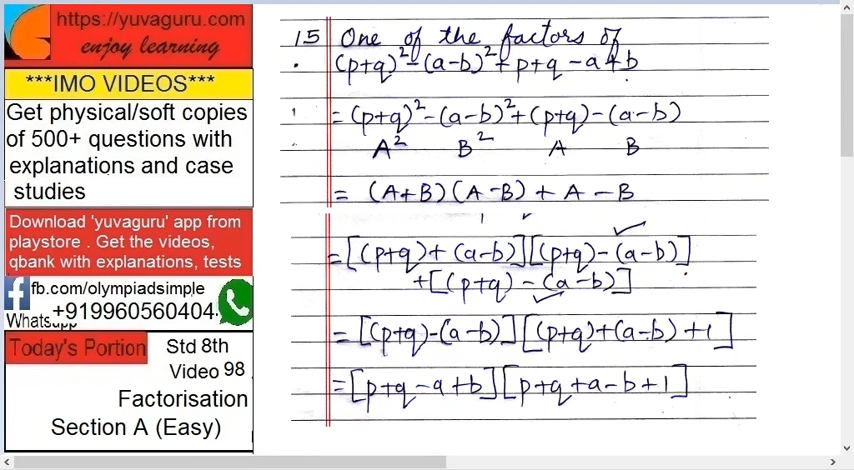 https://yuvaguru.com
enjoy learning
***IMO VIDEOS***
Get physical/soft copies
of 500+ questions with
explanations and case
studies
Download 'yuvaguru' app from
playstore . Get the videos,
qbank with explanations, tests
fb.com/olympiadsimple
Whatsupp +919960560404
Today's Portion
Std 8th
Video 98
Factorisation
Section A (Easy)
15 One of the factors of
(p+q)² - (a-b)² + p+q - a+b
= (p+q)² - (a-b)² + (p+q) - (a-b)
A² B² A B
= (A+B)(A-B) + A - B
= [(p+q) + (a-b)][(p+q) - (a-b)]
+[(p+q) - (a-b)]
= [(p+q) - (a-b)][(p+q) + (a-b) + 1]
= [p+q - a+b][p+q+a-b+1]